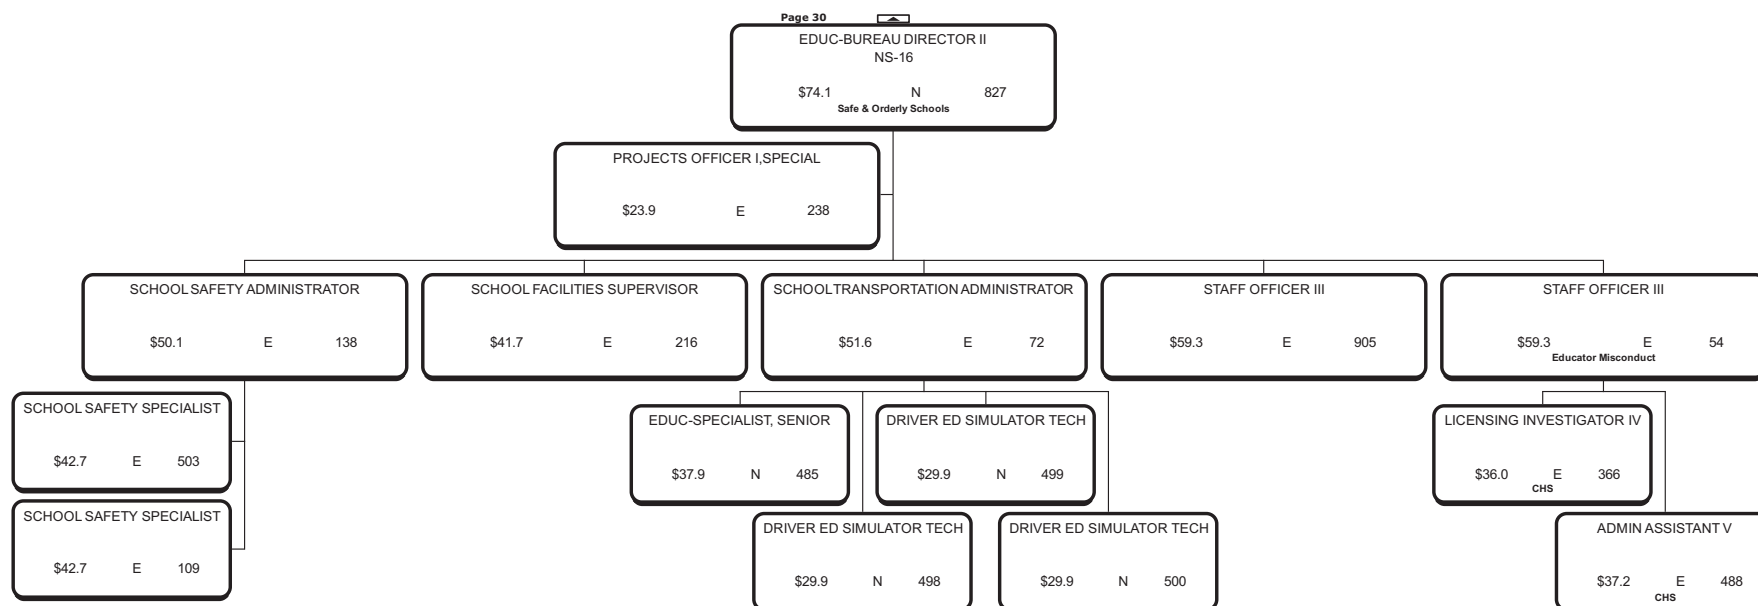 Page 30
EDUC-BUREAU DIRECTOR II
NS-16
$74.1 N 827
Safe & Orderly Schools
PROJECTS OFFICER I,SPECIAL
$23.9 E 238
SCHOOL SAFETY ADMINISTRATOR
$50.1 E 138
SCHOOL FACILITIES SUPERVISOR
$41.7 E 216
SCHOOL TRANSPORTATION ADMINISTRATOR
$51.6 E 72
STAFF OFFICER III
$59.3 E 905
STAFF OFFICER III
$59.3 E 54
Educator Misconduct
SCHOOL SAFETY SPECIALIST
$42.7 E 503
SCHOOL SAFETY SPECIALIST
$42.7 E 109
EDUC-SPECIALIST, SENIOR
$37.9 N 485
DRIVER ED SIMULATOR TECH
$29.9 N 499
DRIVER ED SIMULATOR TECH
$29.9 N 498
DRIVER ED SIMULATOR TECH
$29.9 N 500
LICENSING INVESTIGATOR IV
$36.0 E 366
CHS
ADMIN ASSISTANT V
$37.2 E 488
CHS